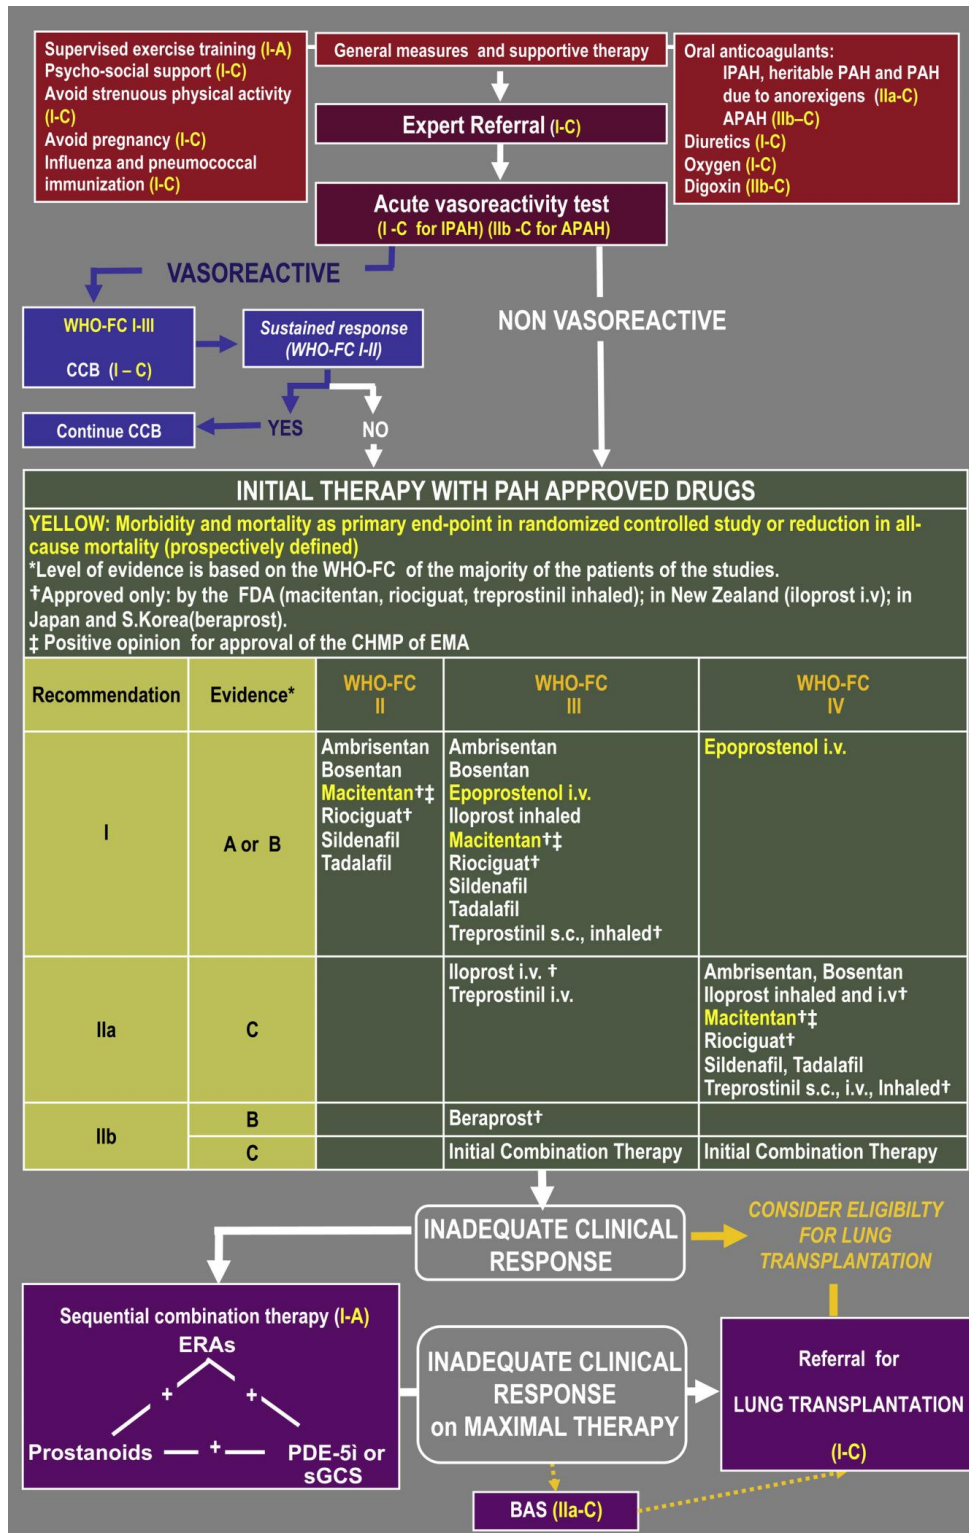 Supervised exercise training (I-A)
Psycho-social support (I-C)
Avoid strenuous physical activity
(I-C)
Avoid pregnancy (I-C)
Influenza and pneumococcal
immunization (I-C)
General measures and supportive therapy
Oral anticoagulants:
IPAH, heritable PAH and PAH
due to anorexigens (IIa-C)
APAH (IIb–C)
Diuretics (I-C)
Oxygen (I-C)
Digoxin (IIb-C)
Expert Referral (I-C)
Acute vasoreactivity test
(I -C for IPAH) (IIb -C for APAH)
VASOREACTIVE
NON VASOREACTIVE
WHO-FC I-III
CCB (I – C)
Sustained response
(WHO-FC I-II)
Continue CCB
YES
NO
INITIAL THERAPY WITH PAH APPROVED DRUGS
YELLOW: Morbidity and mortality as primary end-point in randomized controlled study or reduction in all-
cause mortality (prospectively defined)
*Level of evidence is based on the WHO-FC of the majority of the patients of the studies.
†Approved only: by the FDA (macitentan, riociguat, treprostinil inhaled); in New Zealand (iloprost i.v); in
Japan and S.Korea(beraprost).
‡ Positive opinion for approval of the CHMP of EMA
Recommendation
Evidence*
WHO-FC
II
WHO-FC
III
WHO-FC
IV
I
A or B
Ambrisentan
Bosentan
Macitentan†‡
Riociguat†
Sildenafil
Tadalafil
Ambrisentan
Bosentan
Epoprostenol i.v.
Iloprost inhaled
Macitentan†‡
Riociguat†
Sildenafil
Tadalafil
Treprostinil s.c., inhaled†
Epoprostenol i.v.
IIa
C
Iloprost i.v. †
Treprostinil i.v.
Ambrisentan, Bosentan
Iloprost inhaled and i.v†
Macitentan†‡
Riociguat†
Sildenafil, Tadalafil
Treprostinil s.c., i.v., Inhaled†
IIb
B
Beraprost†
C
Initial Combination Therapy
Initial Combination Therapy
INADEQUATE CLINICAL
RESPONSE
CONSIDER ELIGIBILTY
FOR LUNG
TRANSPLANTATION
Sequential combination therapy (I-A)
ERAs
+
+
Prostanoids
+
PDE-5ì or
sGCS
INADEQUATE CLINICAL
RESPONSE
on MAXIMAL THERAPY
Referral for
LUNG TRANSPLANTATION
(I-C)
BAS (IIa-C)